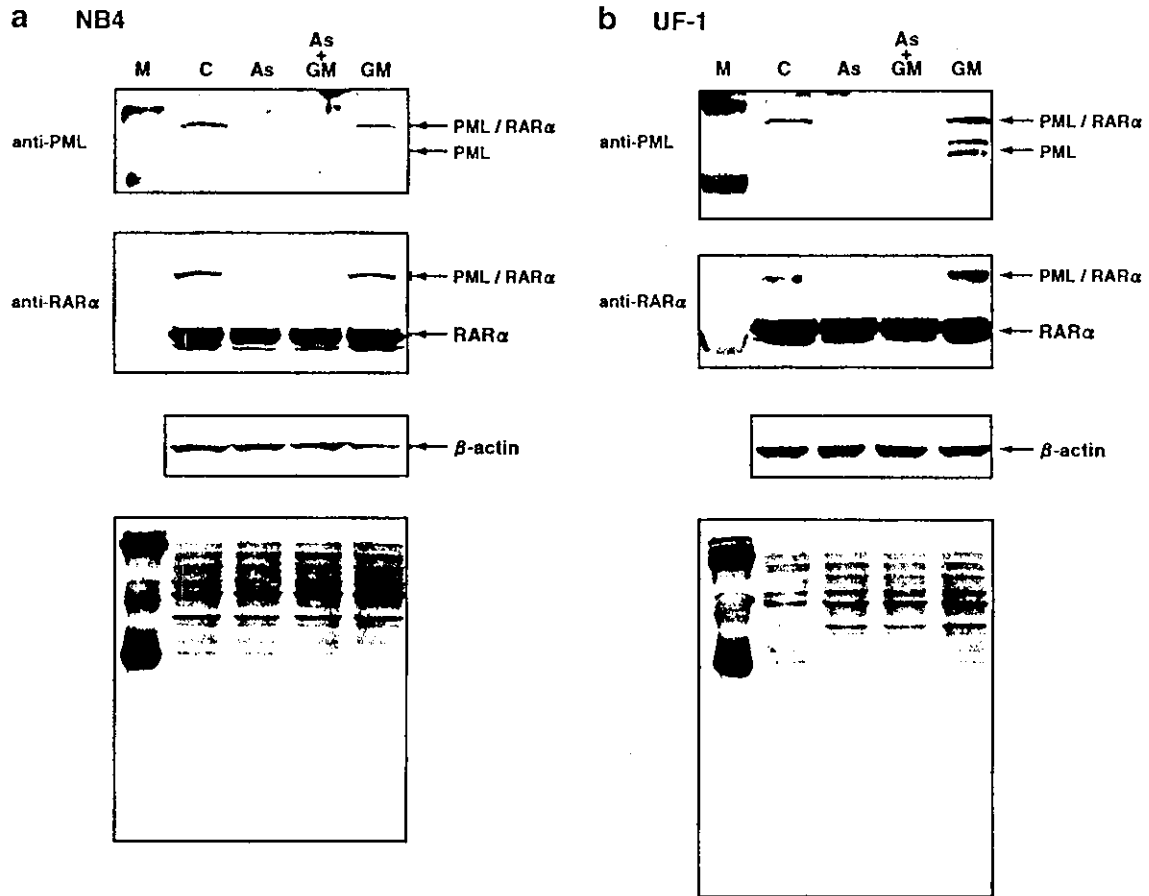 a NB4
M C As As + GM GM
anti-PML
PML / RARα
PML
anti-RARα
PML / RARα
RARα
β-actin
b UF-1
M C As As + GM GM
anti-PML
PML / RARα
PML
anti-RARα
PML / RARα
RARα
β-actin